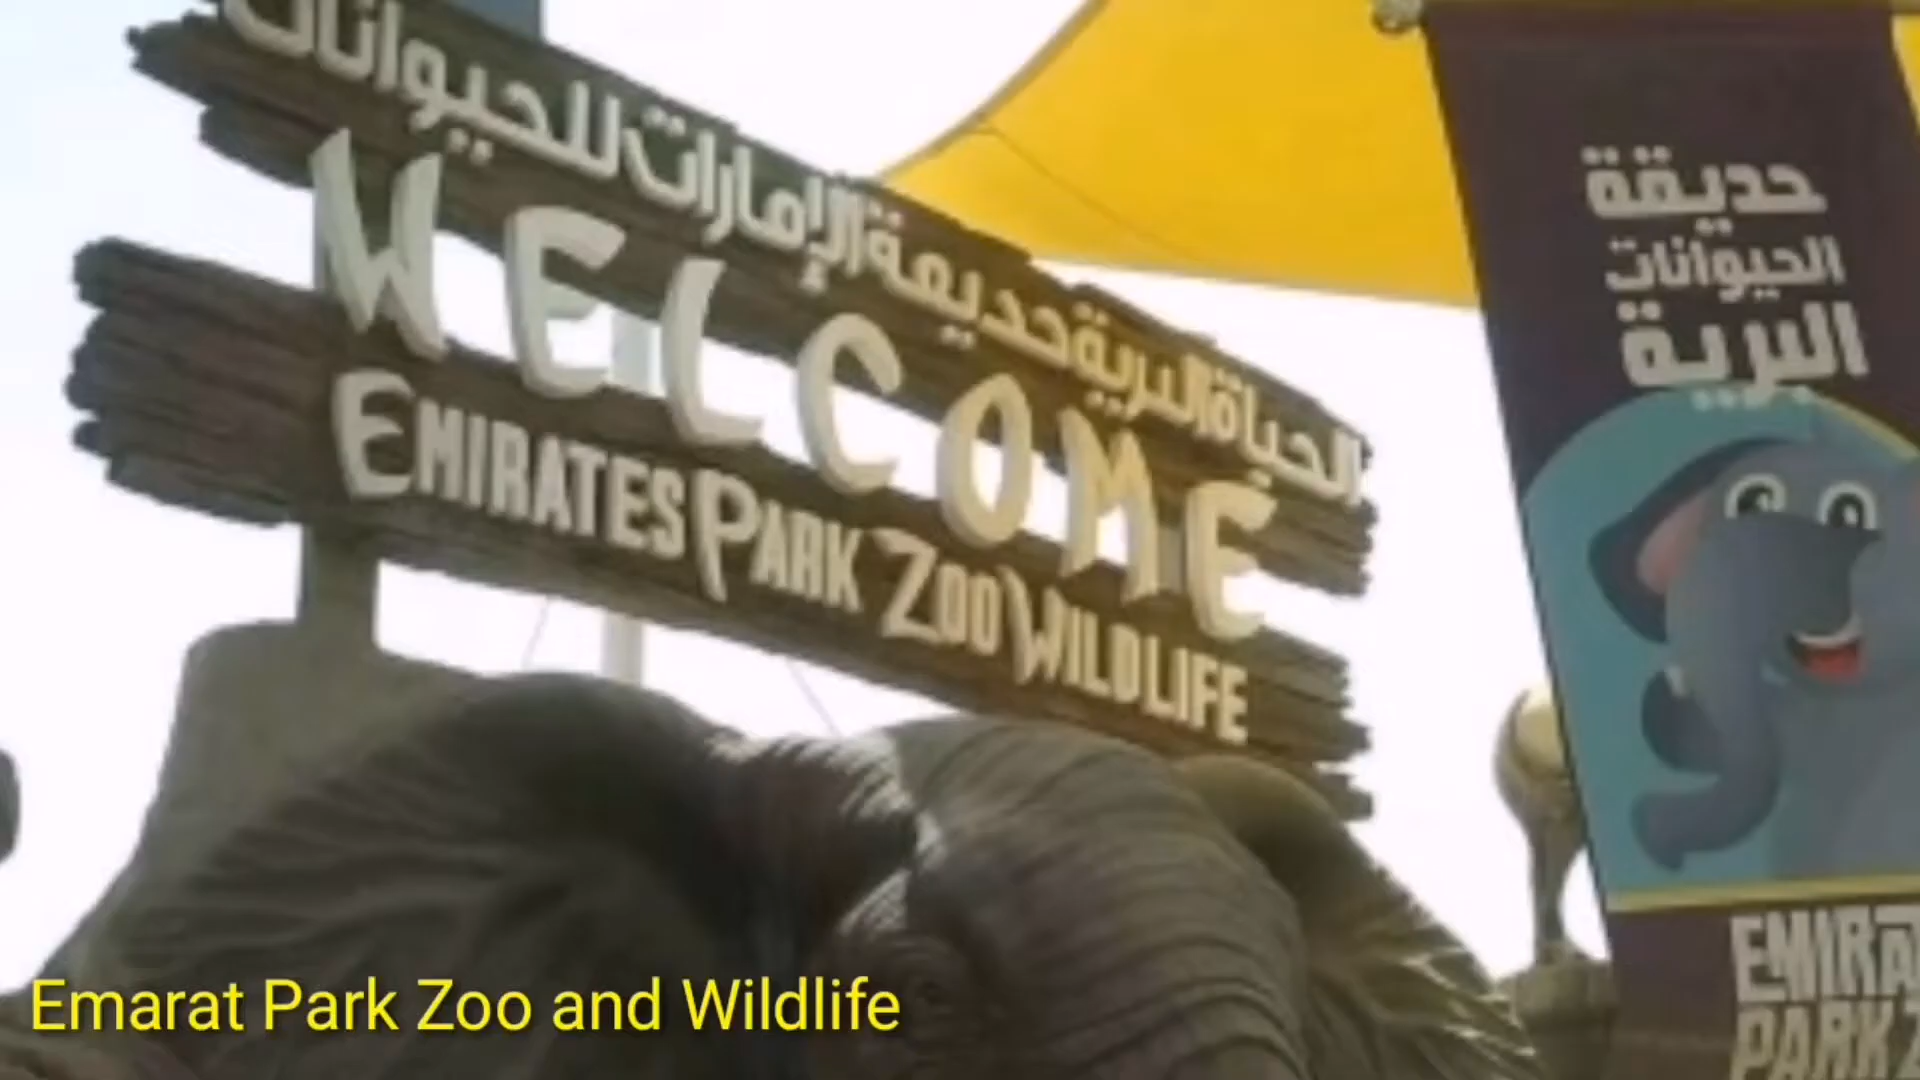 الحياة البرية حديقة الإمارات للحيوانات
WELCOME
EMIRATES PARK ZOO WILDLIFE
حديقة
الحيوانات
البرية
EMIRA
PARK Z
Emarat Park Zoo and Wildlife